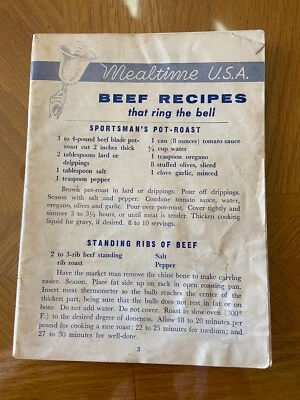 Mealtime U.S.A.
BEEF RECIPES
that ring the bell
SPORTSMAN'S POT-ROAST
3 to 4-pound beef blade pot-
roast cut 2 inches thick
2 tablespoons lard or
drippings
1 tablespoon salt
1 teaspoon pepper
1 can (8 ounces) tomato sauce
¼ cup water
1 teaspoon oregano
8 stuffed olives, sliced
1 clove garlic, minced
Brown pot-roast in lard or drippings. Pour off drippings.
Season with salt and pepper. Combine tomato sauce, water,
oregano, olives and garlic. Pour over pot-roast. Cover tightly and
simmer 3 to 3½ hours, or until meat is tender. Thicken cooking
liquid for gravy, if desired. 8 to 10 servings.
STANDING RIBS OF BEEF
2 to 3-rib beef standing
rib roast
Salt
Pepper
Have the market man remove the chine bone to make carving
easier. Season. Place fat side up on rack in open roasting pan.
Insert meat thermometer so the bulb reaches the center of the
thickest part, being sure that the bulb does not rest in fat or on
bone. Do not add water. Do not cover. Roast in slow oven (300°
F.) to the desired degree of doneness. Allow 18 to 20 minutes per
pound for cooking a rare roast; 22 to 25 minutes for medium; and
27 to 30 minutes for well-done.
3